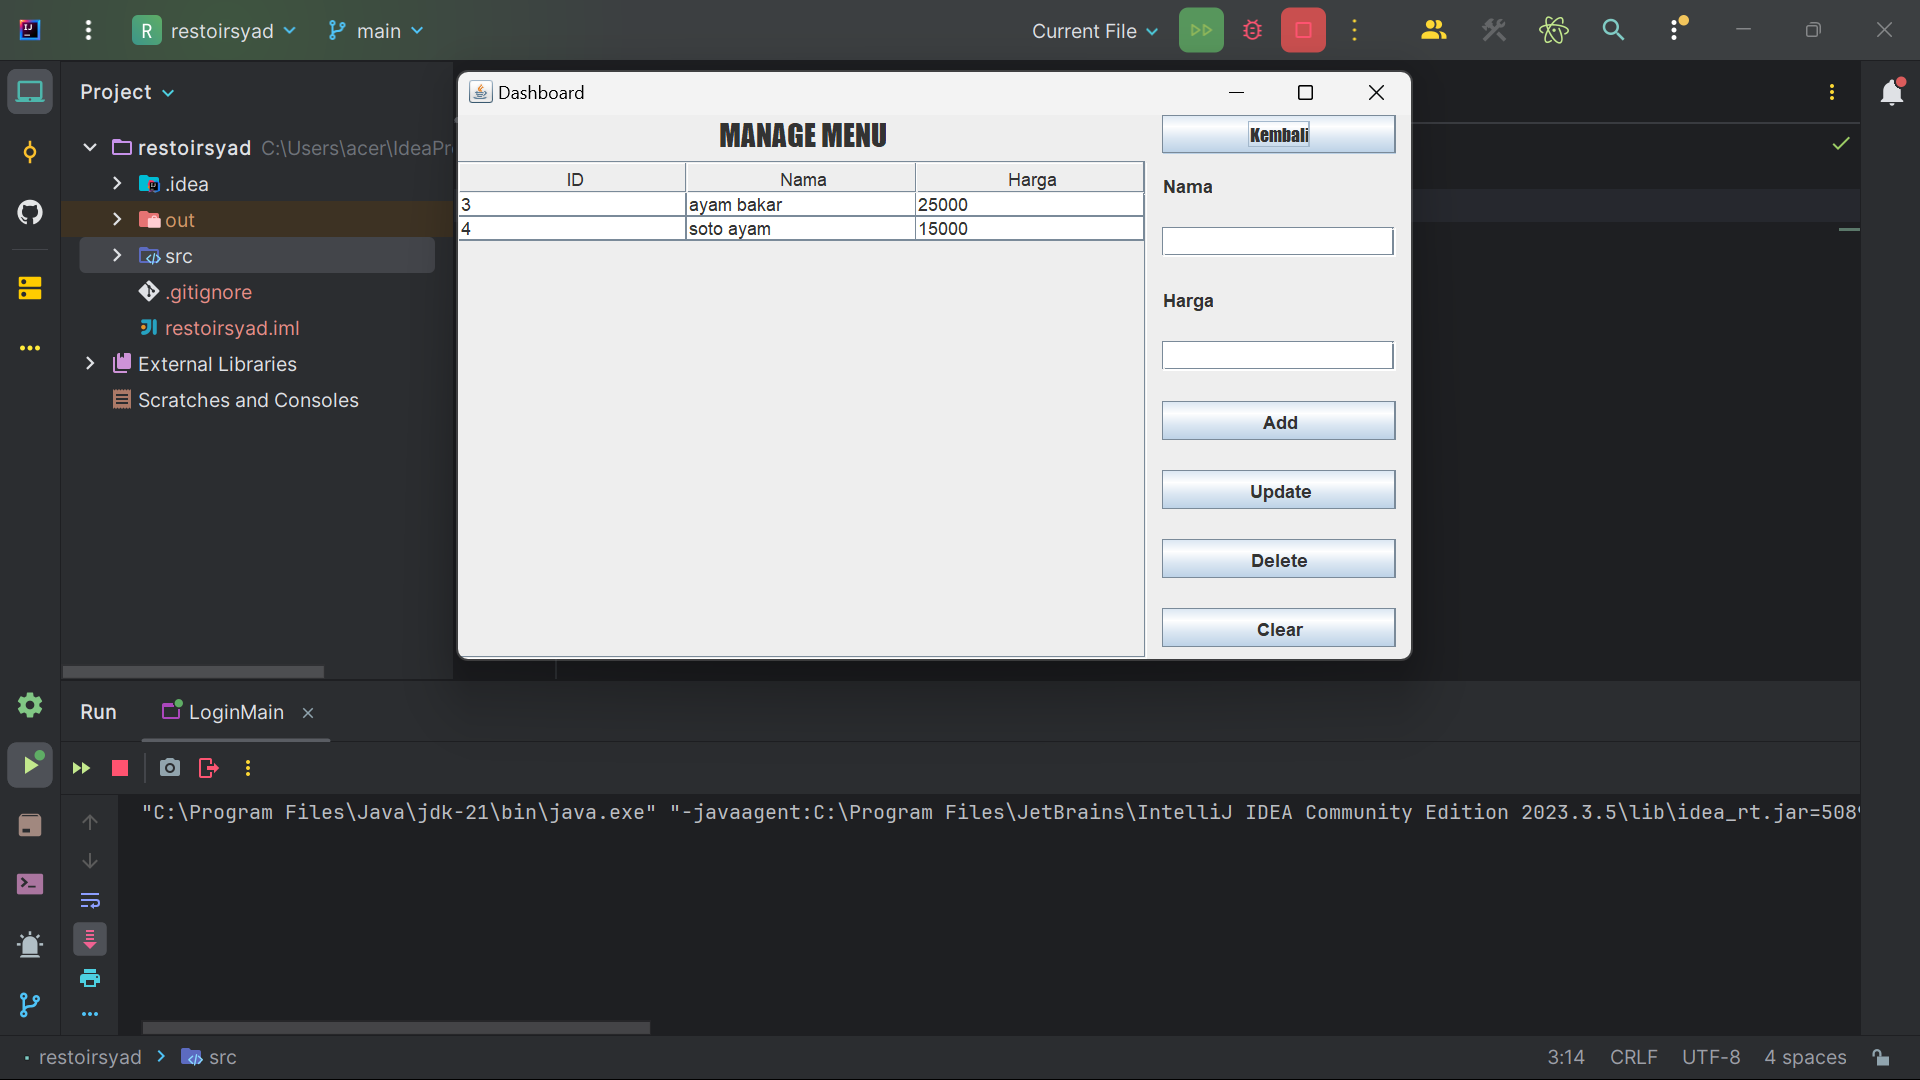 R restoirsyad main Current File
Project
Dashboard
restoirsyad C:\Users\acer\IdeaPr
.idea
out
src
.gitignore
restoirsyad.iml
External Libraries
Scratches and Consoles
MANAGE MENU
ID Nama Harga
3 ayam bakar 25000
4 soto ayam 15000
Kembali
Nama
Harga
Add
Update
Delete
Clear
Run LoginMain
"C:\Program Files\Java\jdk-21\bin\java.exe" "-javaagent:C:\Program Files\JetBrains\IntelliJ IDEA Community Edition 2023.3.5\lib\idea_rt.jar=508
restoirsyad src 3:14 CRLF UTF-8 4 spaces